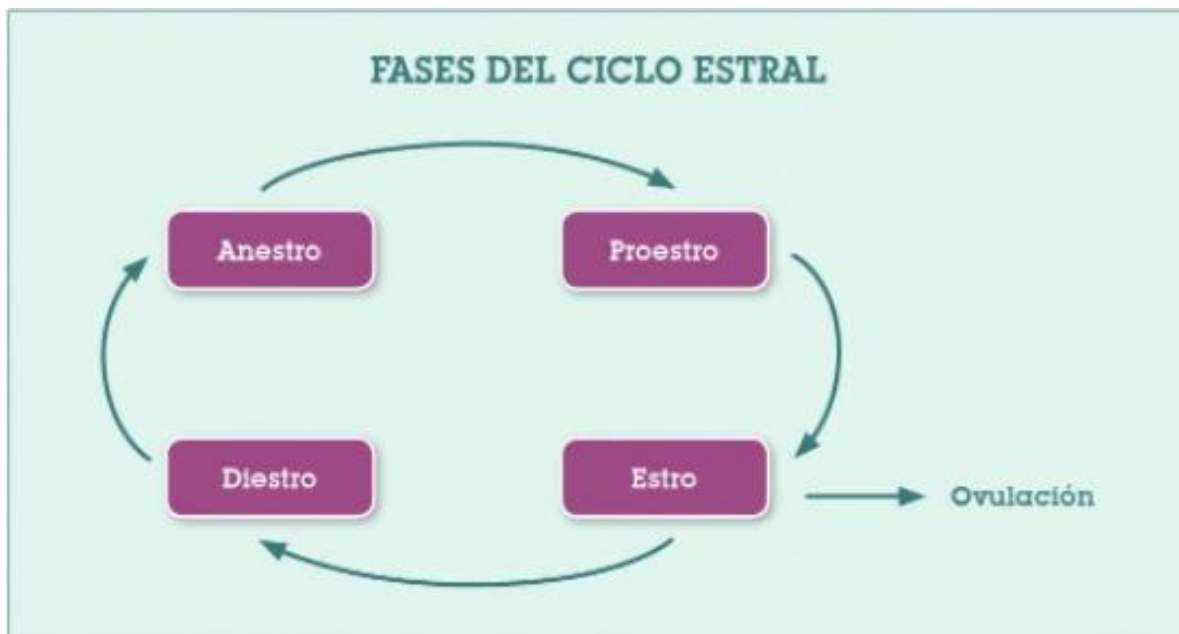 FASES DEL CICLO ESTRAL
Anestro
Proestro
Diestro
Estro
Ovulación